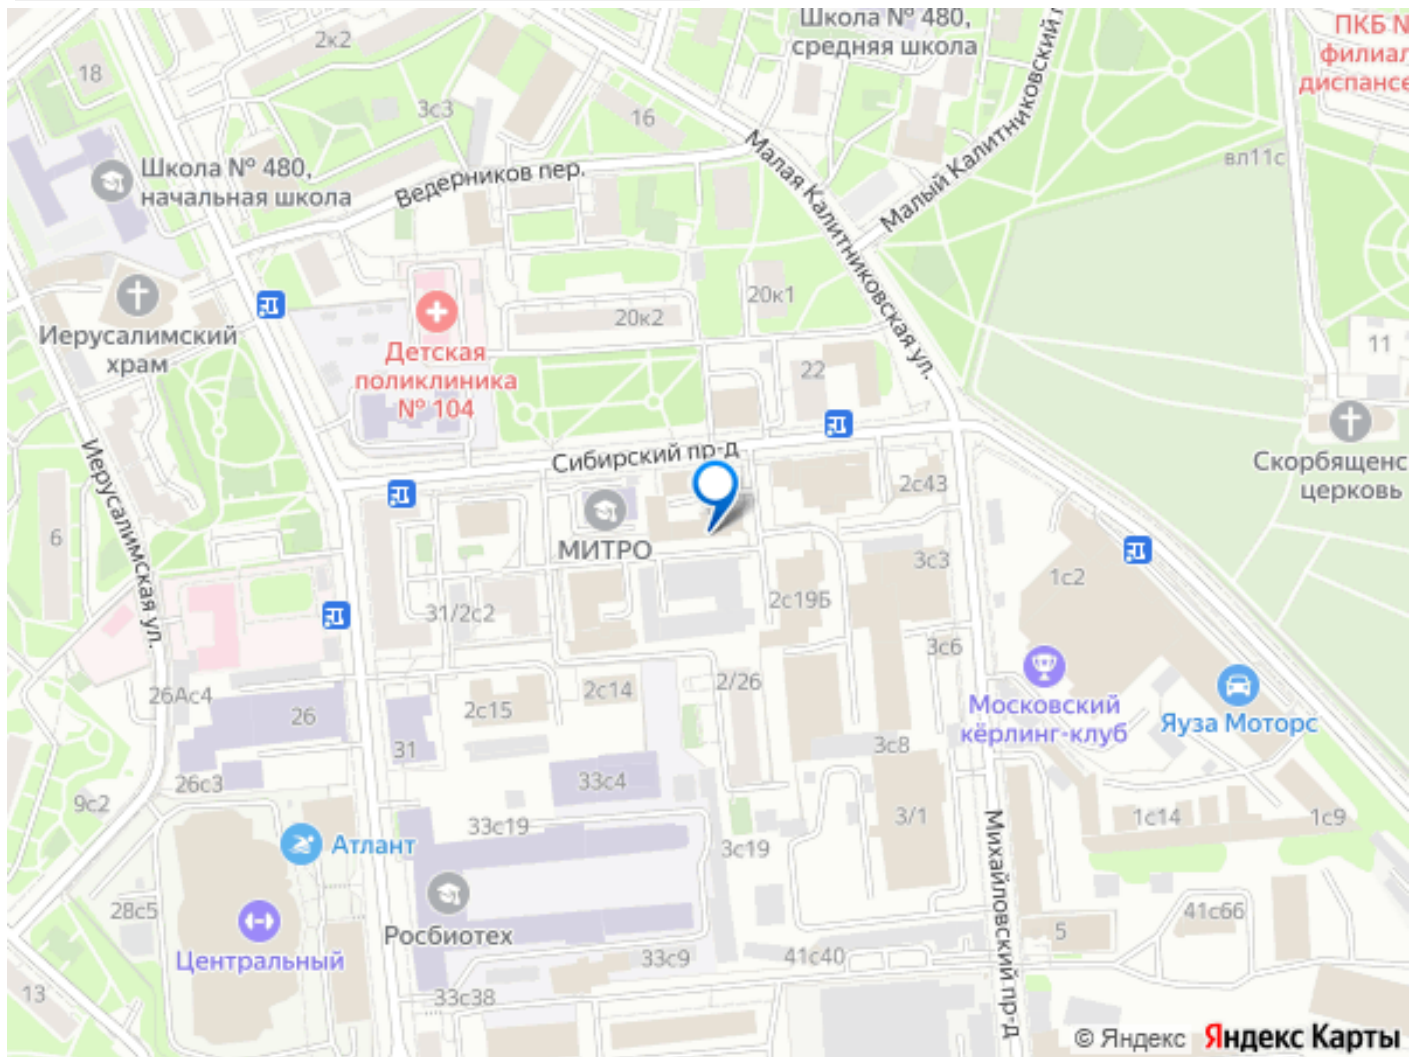 Школа № 480,
средняя школа
ПКБ №
филиал
диспансе
2к2
18
3с3
16
Малый Калитниковский п
Малая Калитниковская ул.
вл11с
Школа № 480,
начальная школа
Ведерников пер.
Иерусалимский
храм
20к2
20к1
Детская
поликлиника
№ 104
22
11
Сибирский пр-д
Скорбященс
церковь
Иерусалимская ул.
2с43
6
МИТРО
3с3
1с2
31/2с2
2с19Б
3с6
26Ас4
26
2с15
2с14
2/26
Московский
кёрлинг-клуб
Яуза Моторс
31
3с8
26с3
33с4
9с2
33с19
3/1
1с14
1с9
Атлант
3с19
Михайловский пр-д
28с5
41с66
Росбиотех
5
Центральный
33с9
41с40
13
33с38
© Яндекс Яндекс Карты